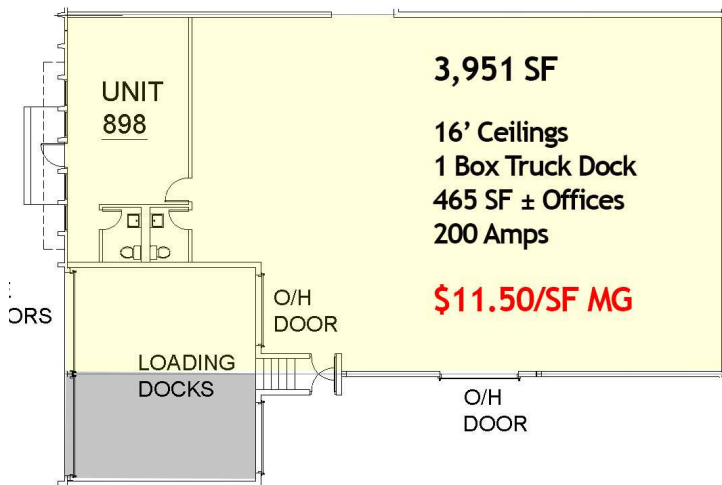 3,951 SF
UNIT
898
16’ Ceilings
1 Box Truck Dock
465 SF ± Offices
200 Amps
$11.50/SF MG
O/H
DOOR
ORS
LOADING
DOCKS
O/H
DOOR